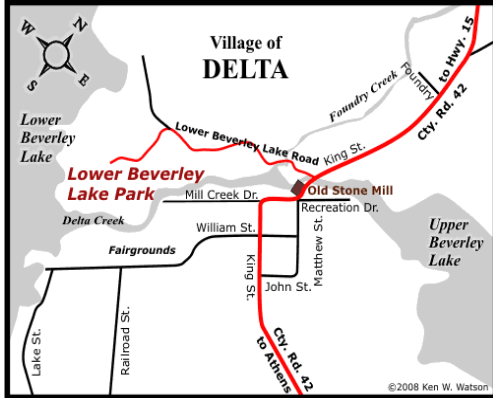 N
W
E
S
Village of
DELTA
to Hwy. 15
Cty. Rd. 42
Foundry
Foundry Creek
King St.
Lower
Beverley
Lake
Lower Beverley Lake Road
Lower Beverley
Lake Park
Old Stone Mill
Mill Creek Dr.
Recreation Dr.
Delta Creek
William St.
Matthew St.
Upper
Beverley
Lake
Fairgrounds
King St.
John St.
Lake St.
Railroad St.
Cty. Rd. 42
to Athens
©2008 Ken W. Watson